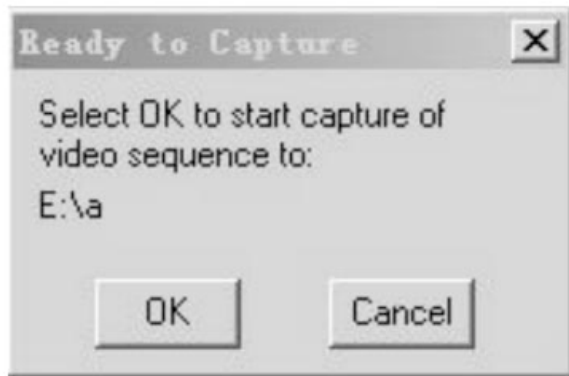 Ready to Capture
Select OK to start capture of
video sequence to:
E:\a
OK
Cancel